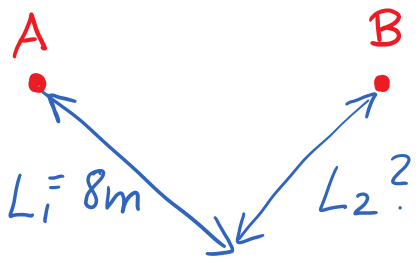 A
B
L₁ = 8m
L₂ ?